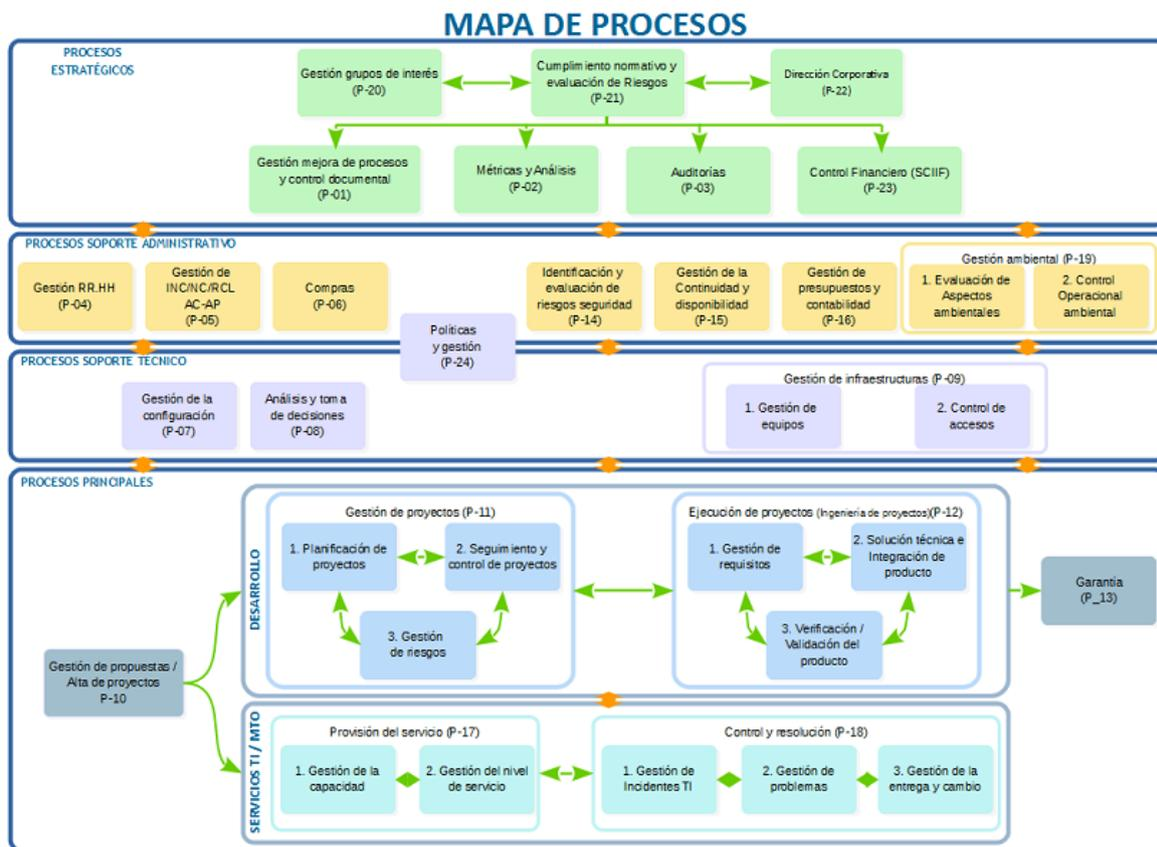 MAPA DE PROCESOS
PROCESOS
ESTRATÉGICOS
Gestión grupos de interés
(P-20)
Cumplimiento normativo y
evaluación de Riesgos
(P-21)
Dirección Corporativa
(P-22)
Gestión mejora de procesos
y control documental
(P-01)
Métricas y Análisis
(P-02)
Auditorías
(P-03)
Control Financiero (SCIIF)
(P-23)
PROCESOS SOPORTE ADMINISTRATIVO
Gestión RR.HH
(P-04)
Gestión de
INC/NC/RCL
AC-AP
(P-05)
Compras
(P-06)
Identificación y
evaluación de
riesgos seguridad
(P-14)
Gestión de la
Continuidad y
disponibilidad
(P-15)
Gestión de
presupuestos y
contabilidad
(P-16)
Gestión ambiental (P-19)
1. Evaluación de
Aspectos
ambientales
2. Control
Operacional
ambiental
Políticas
y gestión
(P-24)
PROCESOS SOPORTE TÉCNICO
Gestión de la
configuración
(P-07)
Análisis y toma
de decisiones
(P-08)
Gestión de infraestructuras (P-09)
1. Gestión de
equipos
2. Control de
accesos
PROCESOS PRINCIPALES
Gestión de propuestas /
Alta de proyectos
P-10
DESARROLLO
Gestión de proyectos (P-11)
1. Planificación de
proyectos
2. Seguimiento y
control de proyectos
3. Gestión
de riesgos
Ejecución de proyectos (Ingeniería de proyectos)(P-12)
1. Gestión de
requisitos
2. Solución técnica e
Integración de
producto
3. Verificación /
Validación del
producto
Garantia
(P_13)
SERVICIOS TI / MTO
Provisión del servicio (P-17)
1. Gestión de la
capacidad
2. Gestión del nivel
de servicio
Control y resolución (P-18)
1. Gestión de
Incidentes TI
2. Gestión de
problemas
3. Gestión de la
entrega y cambio